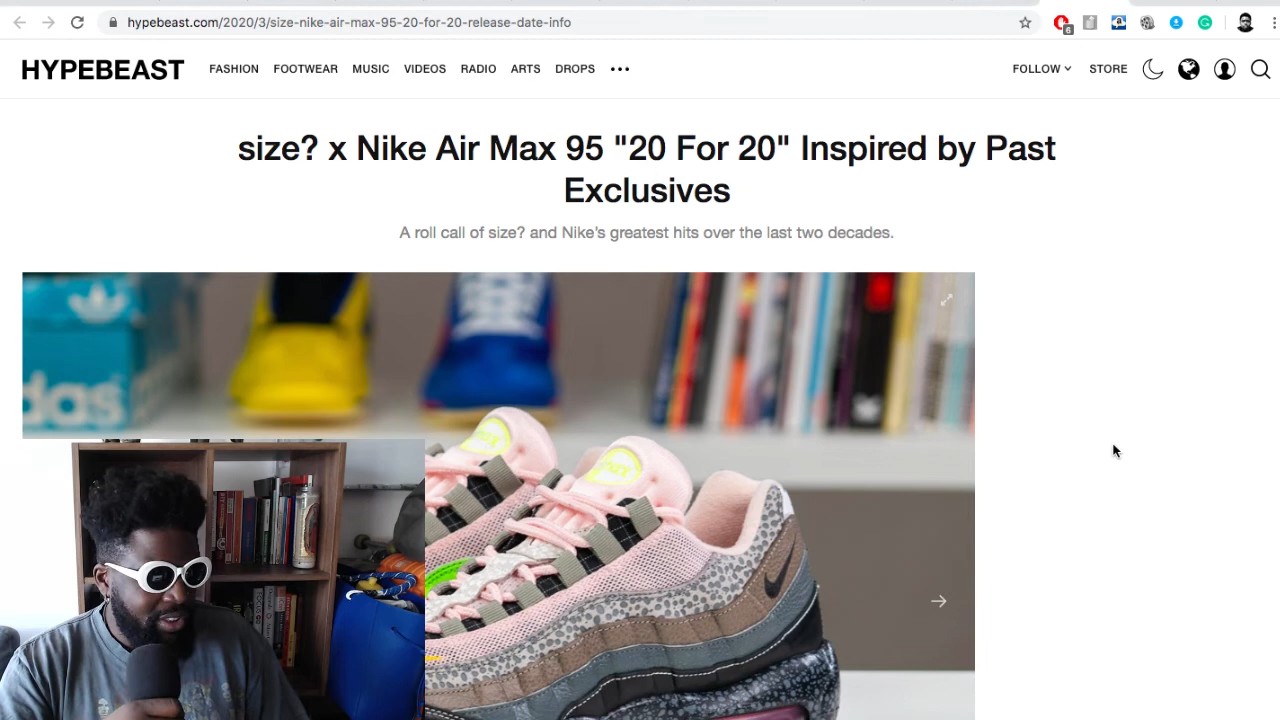 hypebeast.com/2020/3/size-nike-air-max-95-20-for-20-release-date-info
6
HYPEBEAST FASHION FOOTWEAR MUSIC VIDEOS RADIO ARTS DROPS ••• FOLLOW STORE
size? x Nike Air Max 95 "20 For 20" Inspired by Past
Exclusives
A roll call of size? and Nike's greatest hits over the last two decades.
adidas